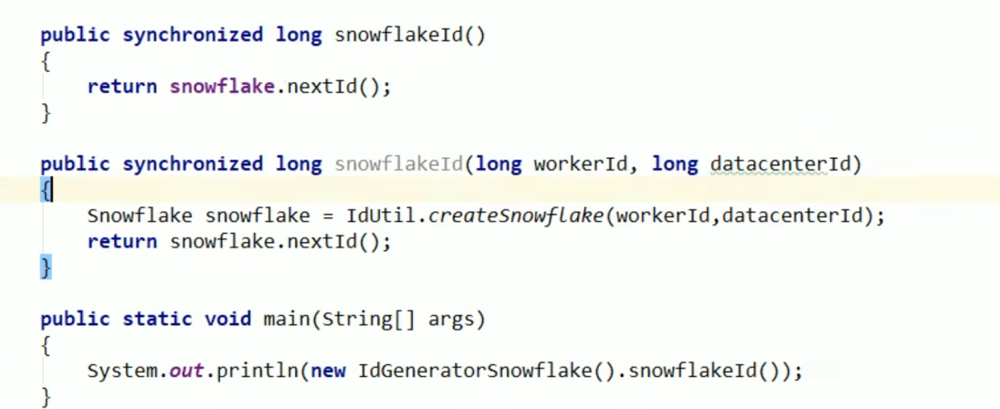 public synchronized long snowflakeId()
{
    return snowflake.nextId();
}
public synchronized long snowflakeId(long workerId, long datacenterId)
{
    Snowflake snowflake = IdUtil.createSnowflake(workerId,datacenterId);
    return snowflake.nextId();
}
public static void main(String[] args)
{
    System.out.println(new IdGeneratorSnowflake().snowflakeId());
}